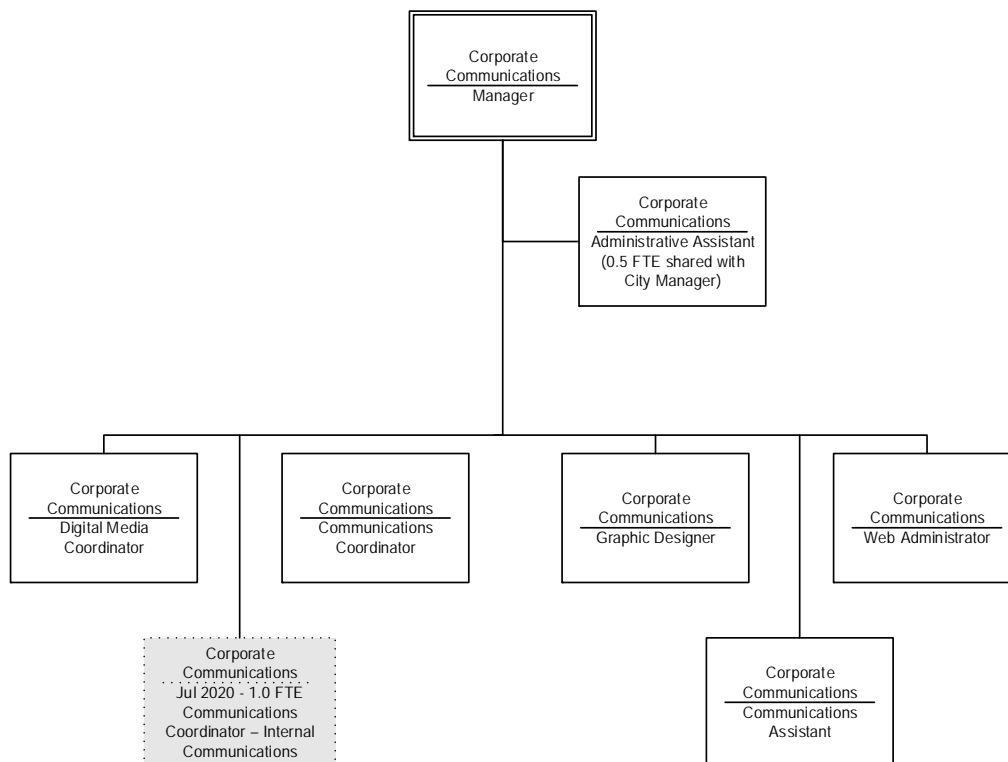 Corporate
Communications
Manager
Corporate
Communications
Administrative Assistant
(0.5 FTE shared with
City Manager)
Corporate
Communications
Digital Media
Coordinator
Corporate
Communications
Communications
Coordinator
Corporate
Communications
Graphic Designer
Corporate
Communications
Web Administrator
Corporate
Communications
Jul 2020 - 1.0 FTE
Communications
Coordinator – Internal
Communications
Corporate
Communications
Communications
Assistant